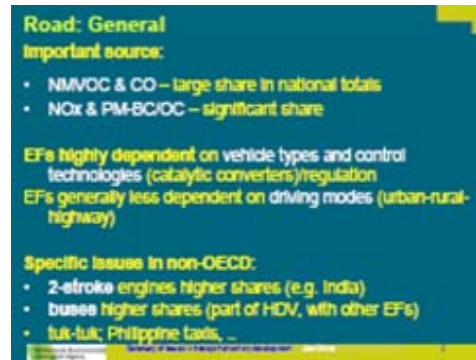 Road: General
Important source:
• NMVOC & CO – large share in national totals
• NOx & PM-BC/OC – significant share
EFs highly dependent on vehicle types and control
technologies (catalytic converters)/regulation
EFs generally less dependent on driving modes (urban-rural-
highway)
Specific issues in non-OECD:
• 2-stroke engines higher shares (e.g. India)
• buses higher shares (part of HDV, with other EFs)
• tuk-tuk; Philippine taxis, ..